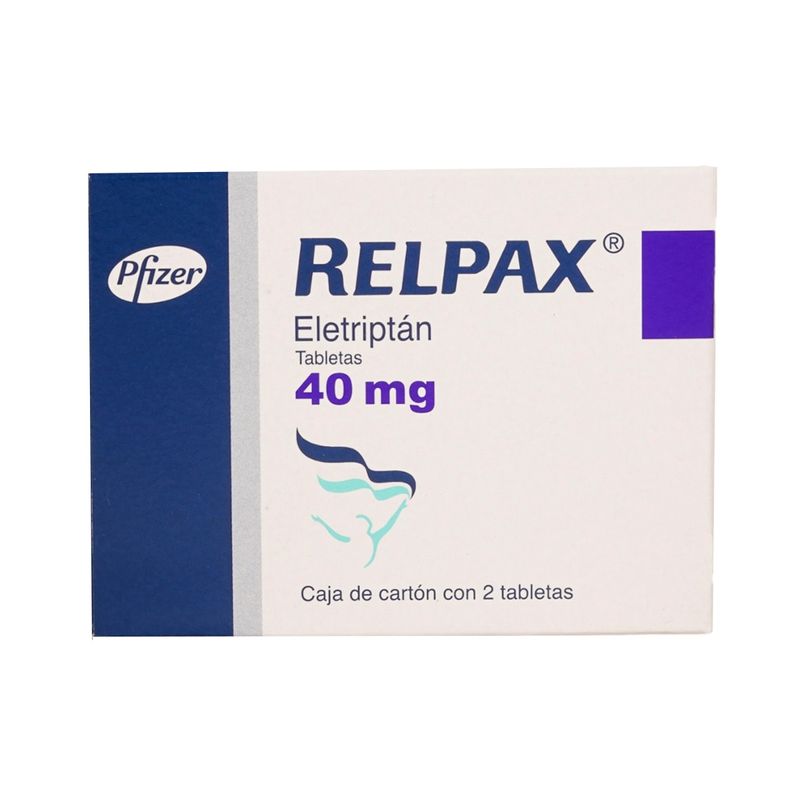 Pfizer
RELPAX®
Eletriptán
Tabletas
40 mg
Caja de cartón con 2 tabletas